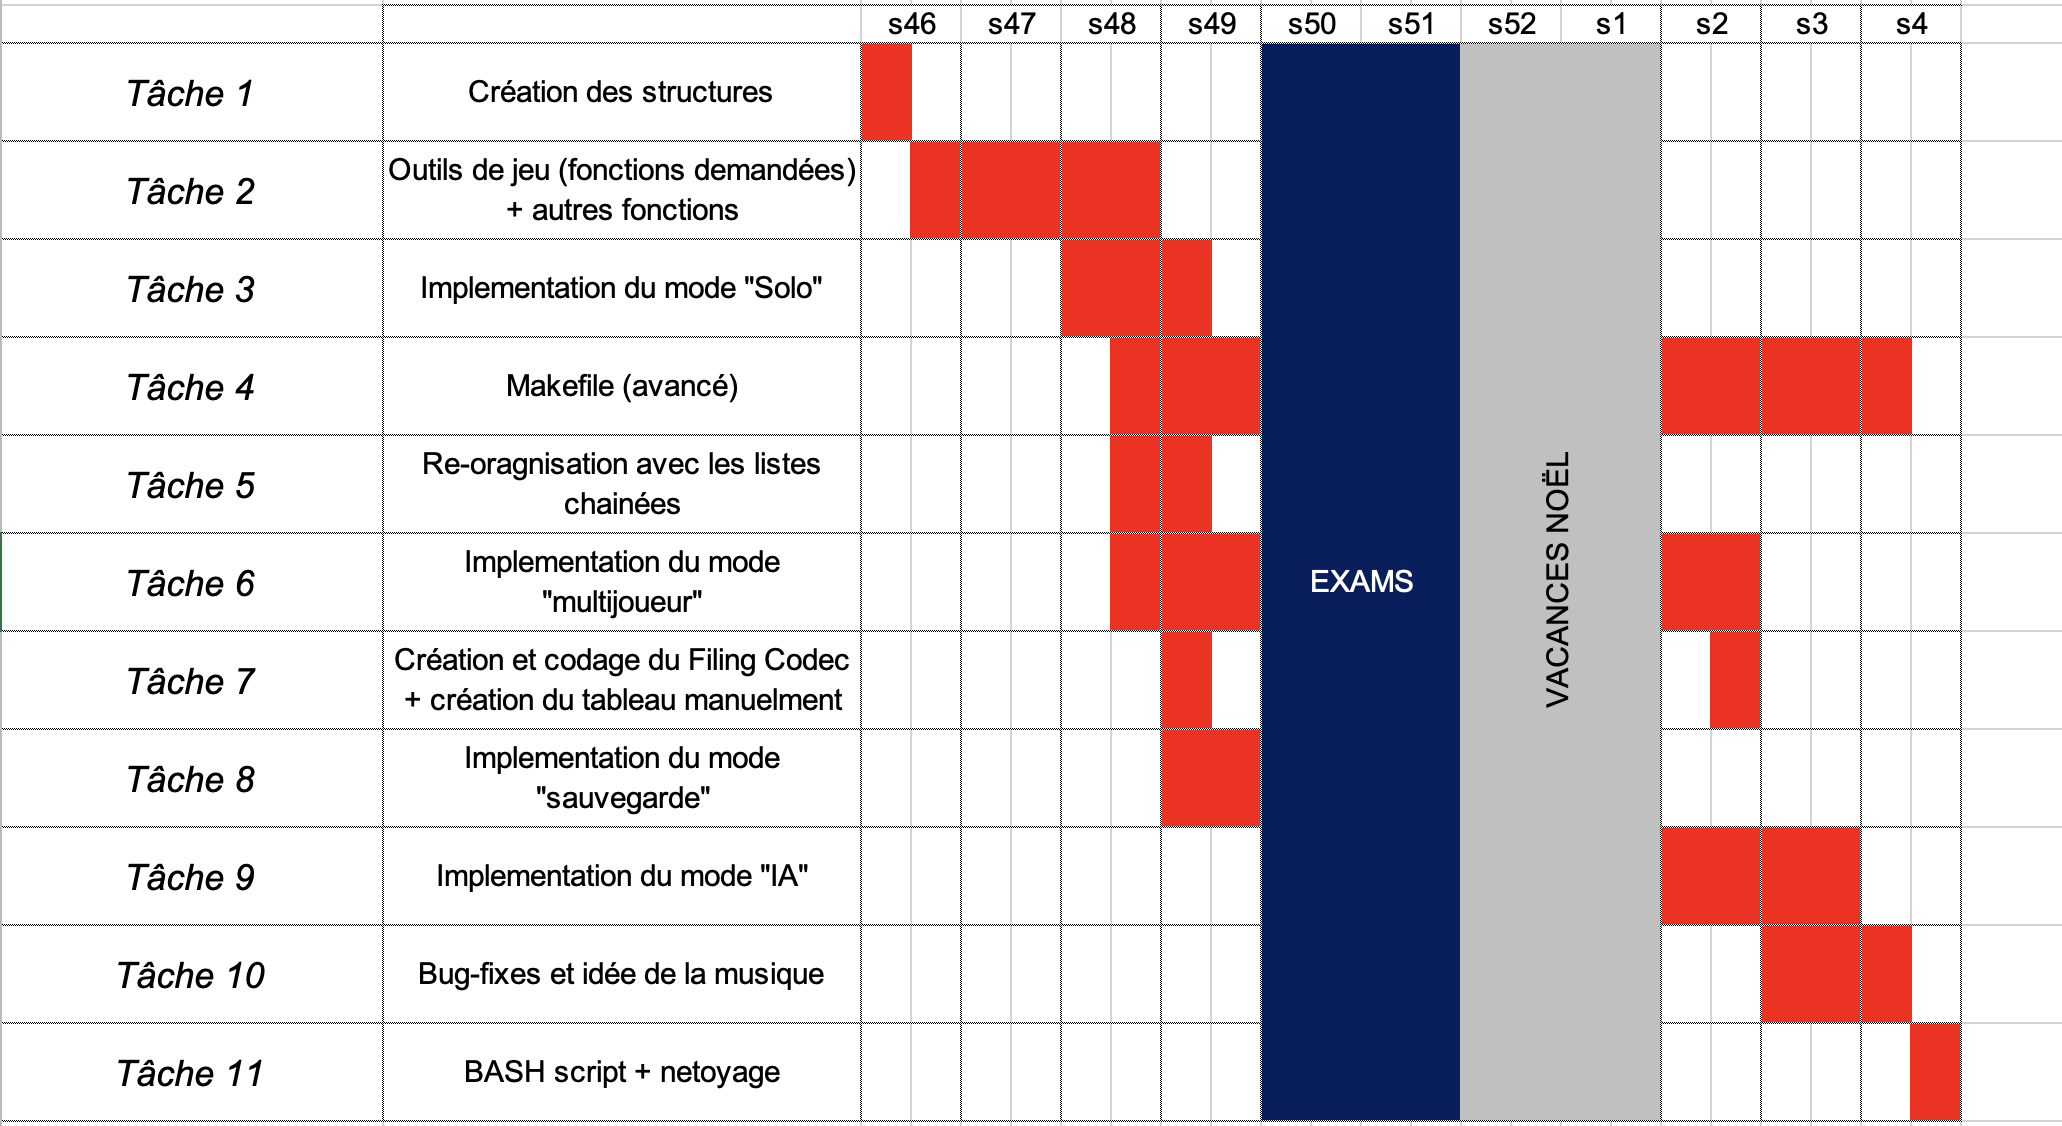 s46 s47 s48 s49 s50 s51 s52 s1 s2 s3 s4
Tâche 1
Création des structures
Tâche 2
Outils de jeu (fonctions demandées)
+ autres fonctions
Tâche 3
Implementation du mode "Solo"
Tâche 4
Makefile (avancé)
Tâche 5
Re-oragnisation avec les listes
chainées
Tâche 6
Implementation du mode
"multijoueur"
EXAMS
VACANCES NOËL
Tâche 7
Création et codage du Filing Codec
+ création du tableau manuelment
Tâche 8
Implementation du mode
"sauvegarde"
Tâche 9
Implementation du mode "IA"
Tâche 10
Bug-fixes et idée de la musique
Tâche 11
BASH script + netoyage